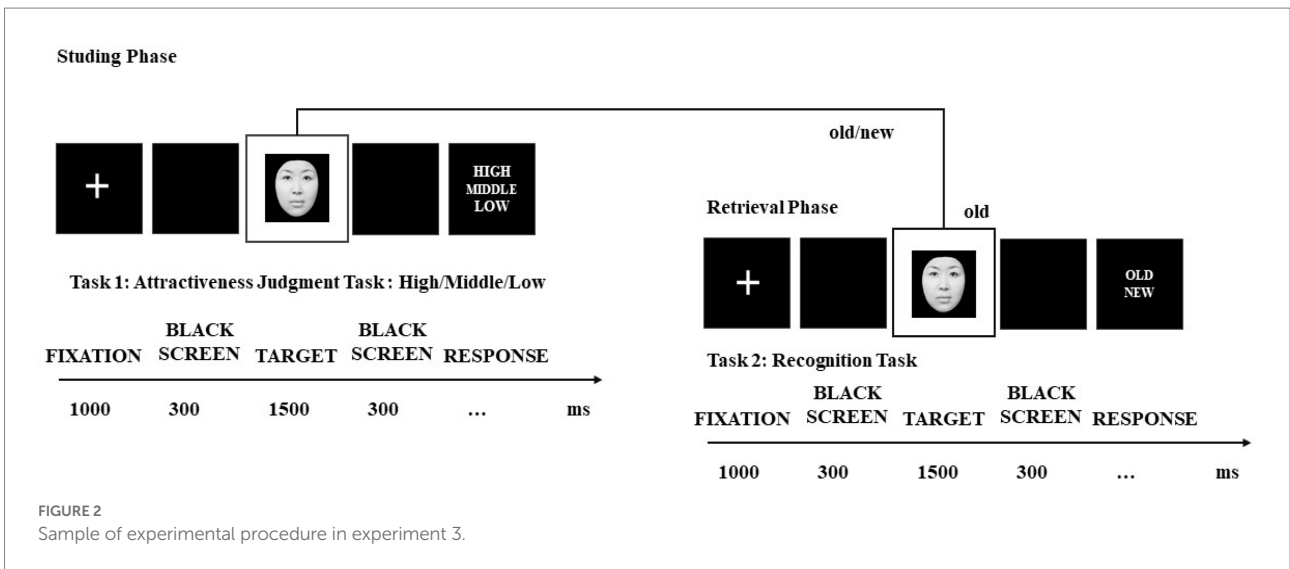 Studing Phase
old/new
HIGH
MIDDLE
LOW
Task 1: Attractiveness Judgment Task : High/Middle/Low
FIXATION BLACK SCREEN TARGET BLACK SCREEN RESPONSE
1000 300 1500 300 … ms
Retrieval Phase
old
OLD
NEW
Task 2: Recognition Task
FIXATION BLACK SCREEN TARGET BLACK SCREEN RESPONSE
1000 300 1500 300 … ms
FIGURE 2
Sample of experimental procedure in experiment 3.